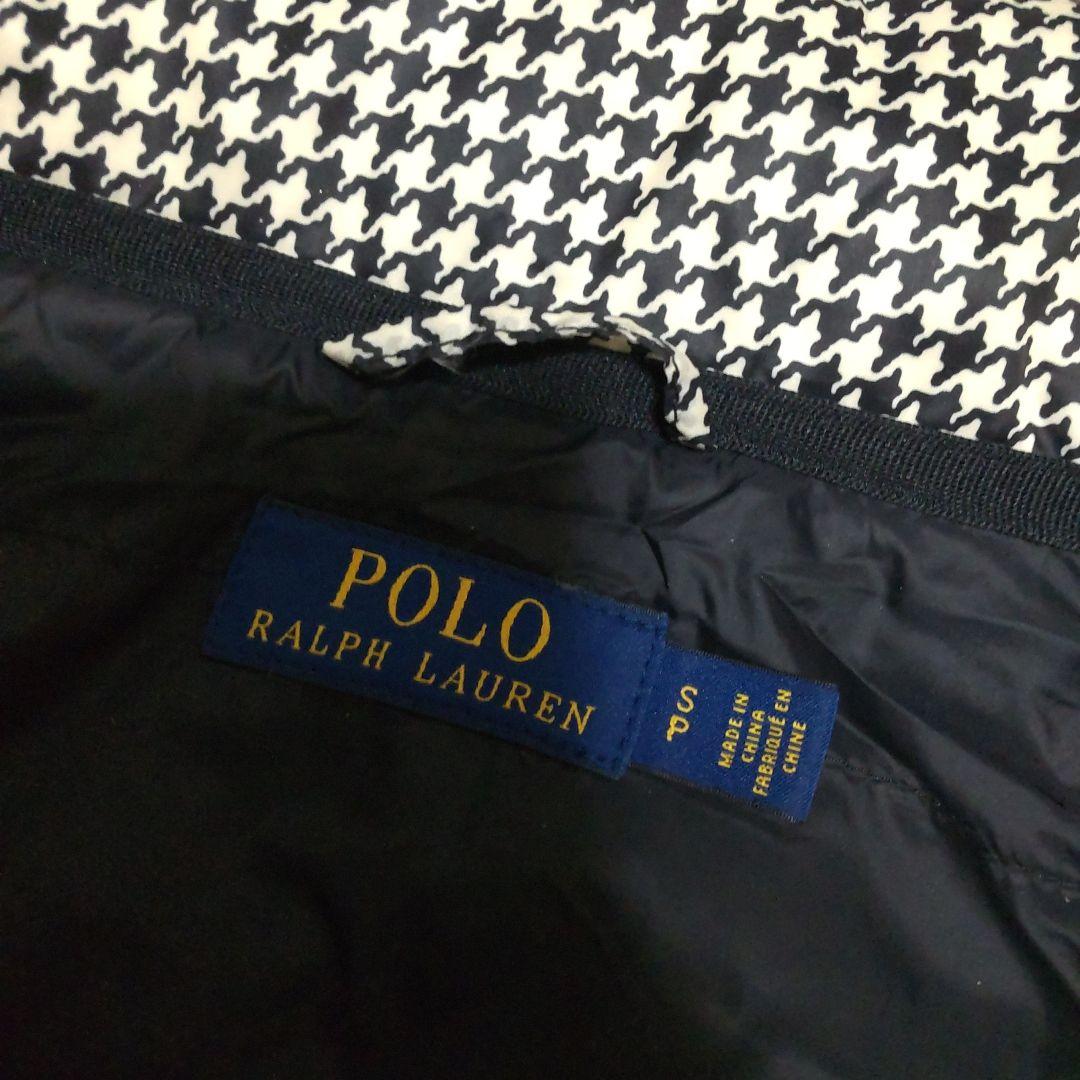 POLO
RALPH LAUREN
S P
MADE IN
CHINA
FABRIQUÉ EN
CHINE